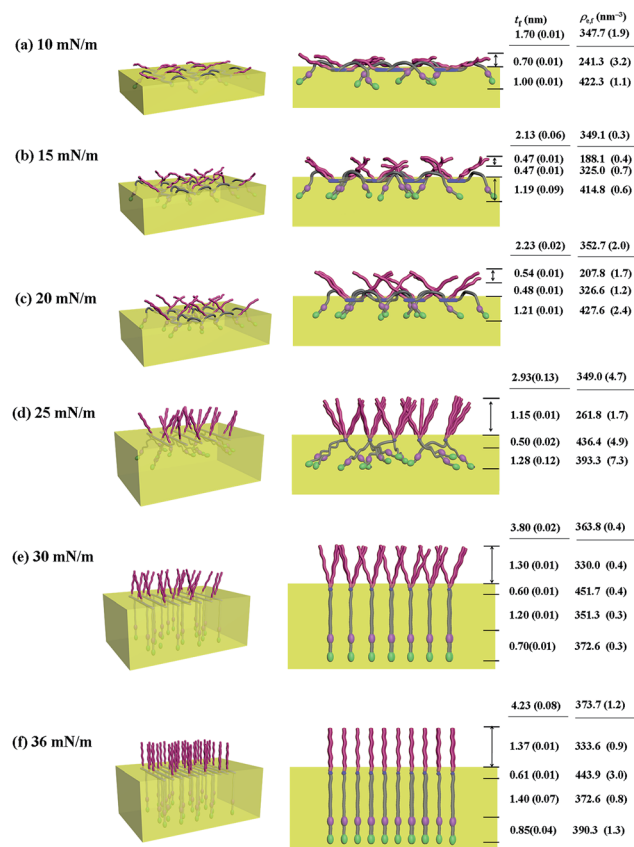 t_f (nm) ρ_e,f (nm⁻³)
1.70 (0.01) 347.7 (1.9)
(a) 10 mN/m
0.70 (0.01) 241.3 (3.2)
1.00 (0.01) 422.3 (1.1)
2.13 (0.06) 349.1 (0.3)
(b) 15 mN/m
0.47 (0.01) 188.1 (0.4)
0.47 (0.01) 325.0 (0.7)
1.19 (0.09) 414.8 (0.6)
2.23 (0.02) 352.7 (2.0)
(c) 20 mN/m
0.54 (0.01) 207.8 (1.7)
0.48 (0.01) 326.6 (1.2)
1.21 (0.01) 427.6 (2.4)
2.93(0.13) 349.0 (4.7)
(d) 25 mN/m
1.15 (0.01) 261.8 (1.7)
0.50 (0.02) 436.4 (4.9)
1.28 (0.12) 393.3 (7.3)
3.80 (0.02) 363.8 (0.4)
(e) 30 mN/m
1.30 (0.01) 330.0 (0.4)
0.60 (0.01) 451.7 (0.4)
1.20 (0.01) 351.3 (0.3)
0.70(0.01) 372.6 (0.3)
4.23 (0.08) 373.7 (1.2)
(f) 36 mN/m
1.37 (0.01) 333.6 (0.9)
0.61 (0.01) 443.9 (3.0)
1.40 (0.07) 372.6 (0.8)
0.85(0.04) 390.3 (1.3)